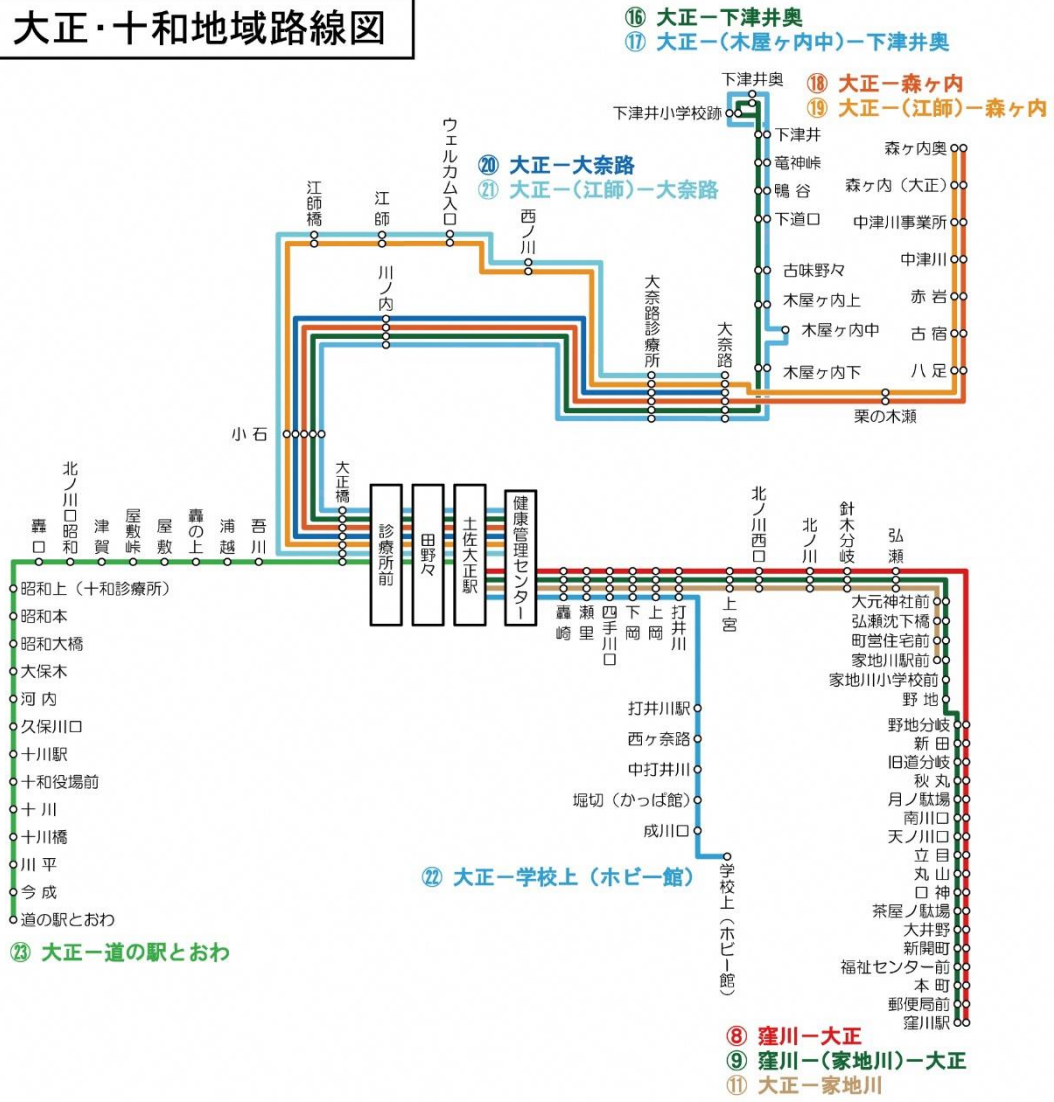 大正・十和地域路線図
⑯ 大正ー下津井奥
⑰ 大正ー(木屋ヶ内中)ー下津井奥
⑱ 大正ー森ヶ内
⑲ 大正ー(江師)ー森ヶ内
⑳ 大正ー大奈路
㉑ 大正ー(江師)ー大奈路
下津井奥
下津井小学校跡
下津井
竜神峠
鴨谷
下道口
古味野々
木屋ヶ内上
木屋ヶ内中
木屋ヶ内下
森ヶ内奥
森ヶ内（大正）
中津川事業所
中津川
赤岩
古宿
八足
栗の木瀬
江師橋
江師
ウェルカム入口
西ノ川
川ノ内
大奈路診療所
大奈路
小石
大正橋
診療所前
田野々
土佐大正駅
健康管理センター
轟口
北ノ川口昭和
津賀
屋敷峠
屋敷
轟の上
浦越
吾川
昭和上（十和診療所）
昭和本
昭和大橋
大保木
河内
久保川口
十川駅
十和役場前
十川
十川橋
川平
今成
道の駅とおわ
㉓ 大正ー道の駅とおわ
轟崎
瀬里
四手川口
下岡
上岡
打井川
上宮
北ノ川西口
北ノ川
針木分岐
弘瀬
大元神社前
弘瀬沈下橋
町営住宅前
家地川駅前
家地川小学校前
野地
野地分岐
新田
旧道分岐
秋丸
月ノ駄場
南川口
天ノ川口
立目
丸山
口神
茶屋ノ駄場
大井野
新開町
福祉センター前
本町
郵便局前
窪川駅
打井川駅
西ヶ奈路
中打井川
堀切（かっぱ館）
成川口
学校上（ホビー館）
㉒ 大正ー学校上（ホビー館）
⑧ 窪川ー大正
⑨ 窪川ー(家地川)ー大正
⑪ 大正ー家地川